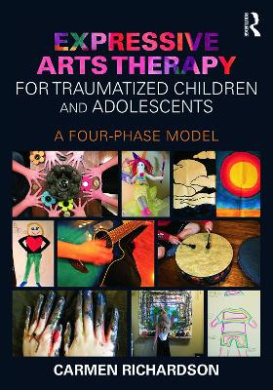 EXPRESSIVE
ARTS THERAPY
FOR TRAUMATIZED CHILDREN
AND ADOLESCENTS
A FOUR-PHASE MODEL
CARMEN RICHARDSON